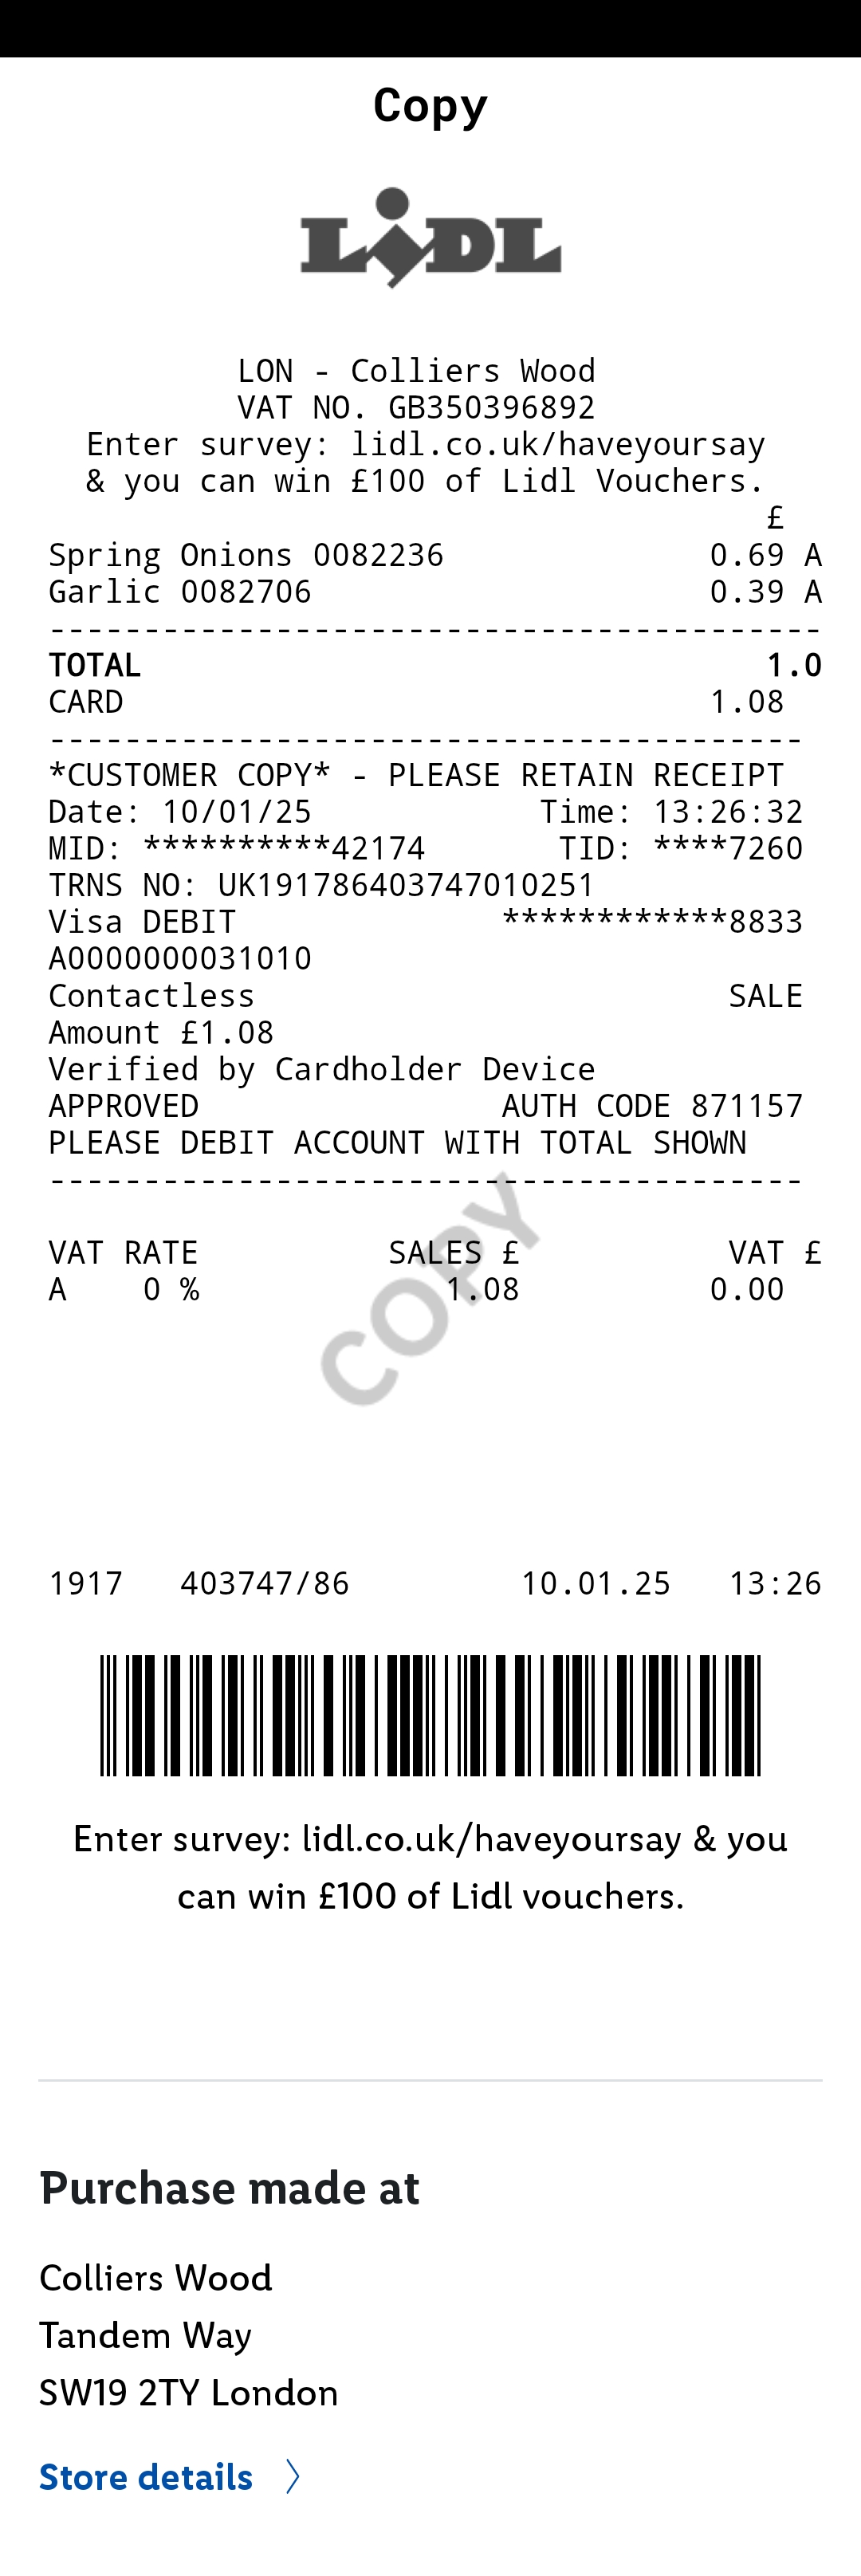 Copy
LIDL
LON - Colliers Wood
VAT NO. GB350396892
Enter survey: lidl.co.uk/haveyoursay
& you can win £100 of Lidl Vouchers.
£
Spring Onions 0082236 0.69 A
Garlic 0082706 0.39 A
-----------------------------------------
TOTAL 1.0
CARD 1.08
----------------------------------------
*CUSTOMER COPY* - PLEASE RETAIN RECEIPT
Date: 10/01/25 Time: 13:26:32
MID: **********42174 TID: ****7260
TRNS NO: UK191786403747010251
Visa DEBIT ************8833
A0000000031010
Contactless SALE
Amount £1.08
Verified by Cardholder Device
APPROVED AUTH CODE 871157
PLEASE DEBIT ACCOUNT WITH TOTAL SHOWN
----------------------------------------
COPY
VAT RATE SALES £ VAT £
A 0 % 1.08 0.00
1917 403747/86 10.01.25 13:26
Enter survey: lidl.co.uk/haveyoursay & you
can win £100 of Lidl vouchers.
Purchase made at
Colliers Wood
Tandem Way
SW19 2TY London
Store details